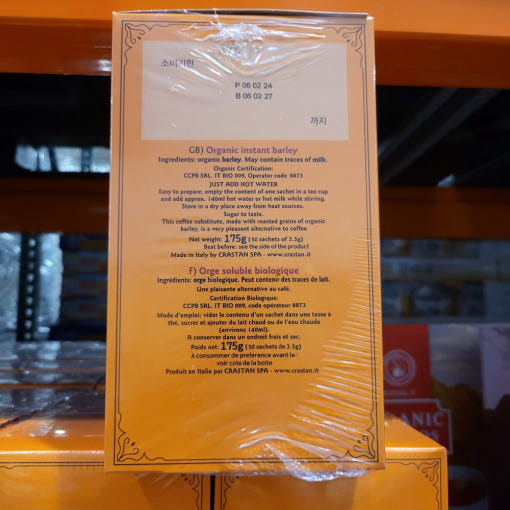 소비기한
P 06 02 24
B 06 02 27
까지
GB) Organic instant barley
Ingredients: organic barley. May contain traces of milk.
Organic Certification:
CCPB SRL. IT BIO 009, Operator code 8873
JUST ADD HOT WATER
Easy to prepare: empty the content of one sachet in a tea cup
and add approx. 140ml hot water or hot milk while stirring.
Store in a dry place away from heat sources.
Sugar to taste.
This coffee substitute, made with roasted grains of organic
barley, is a very pleasant alternative to coffee
Net weight: 175g (50 sachets of 3.5g)
Best before: see the side of the product
Made in Italy by CRASTAN SPA - www.crastan.it
F) Orge soluble biologique
Ingrédients: orge biologique. Peut contenir des traces de lait.
Une plaisante alternative au café.
Certification Biologique:
CCPB SRL. IT BIO 009, code opérateur 8873
Mode d'emploi: vider le contenu d'un sachet dans une tasse à
thé, sucrer et ajouter du lait chaud ou de l'eau chaude
(environs 140ml).
A conserver dans un endroit frais et sec.
Poids net: 175g (50 sachets de 3.5g)
à consommer de preference avant le :
voir cote de la boite
Produit en Italie par CRASTAN SPA - www.crastan.it